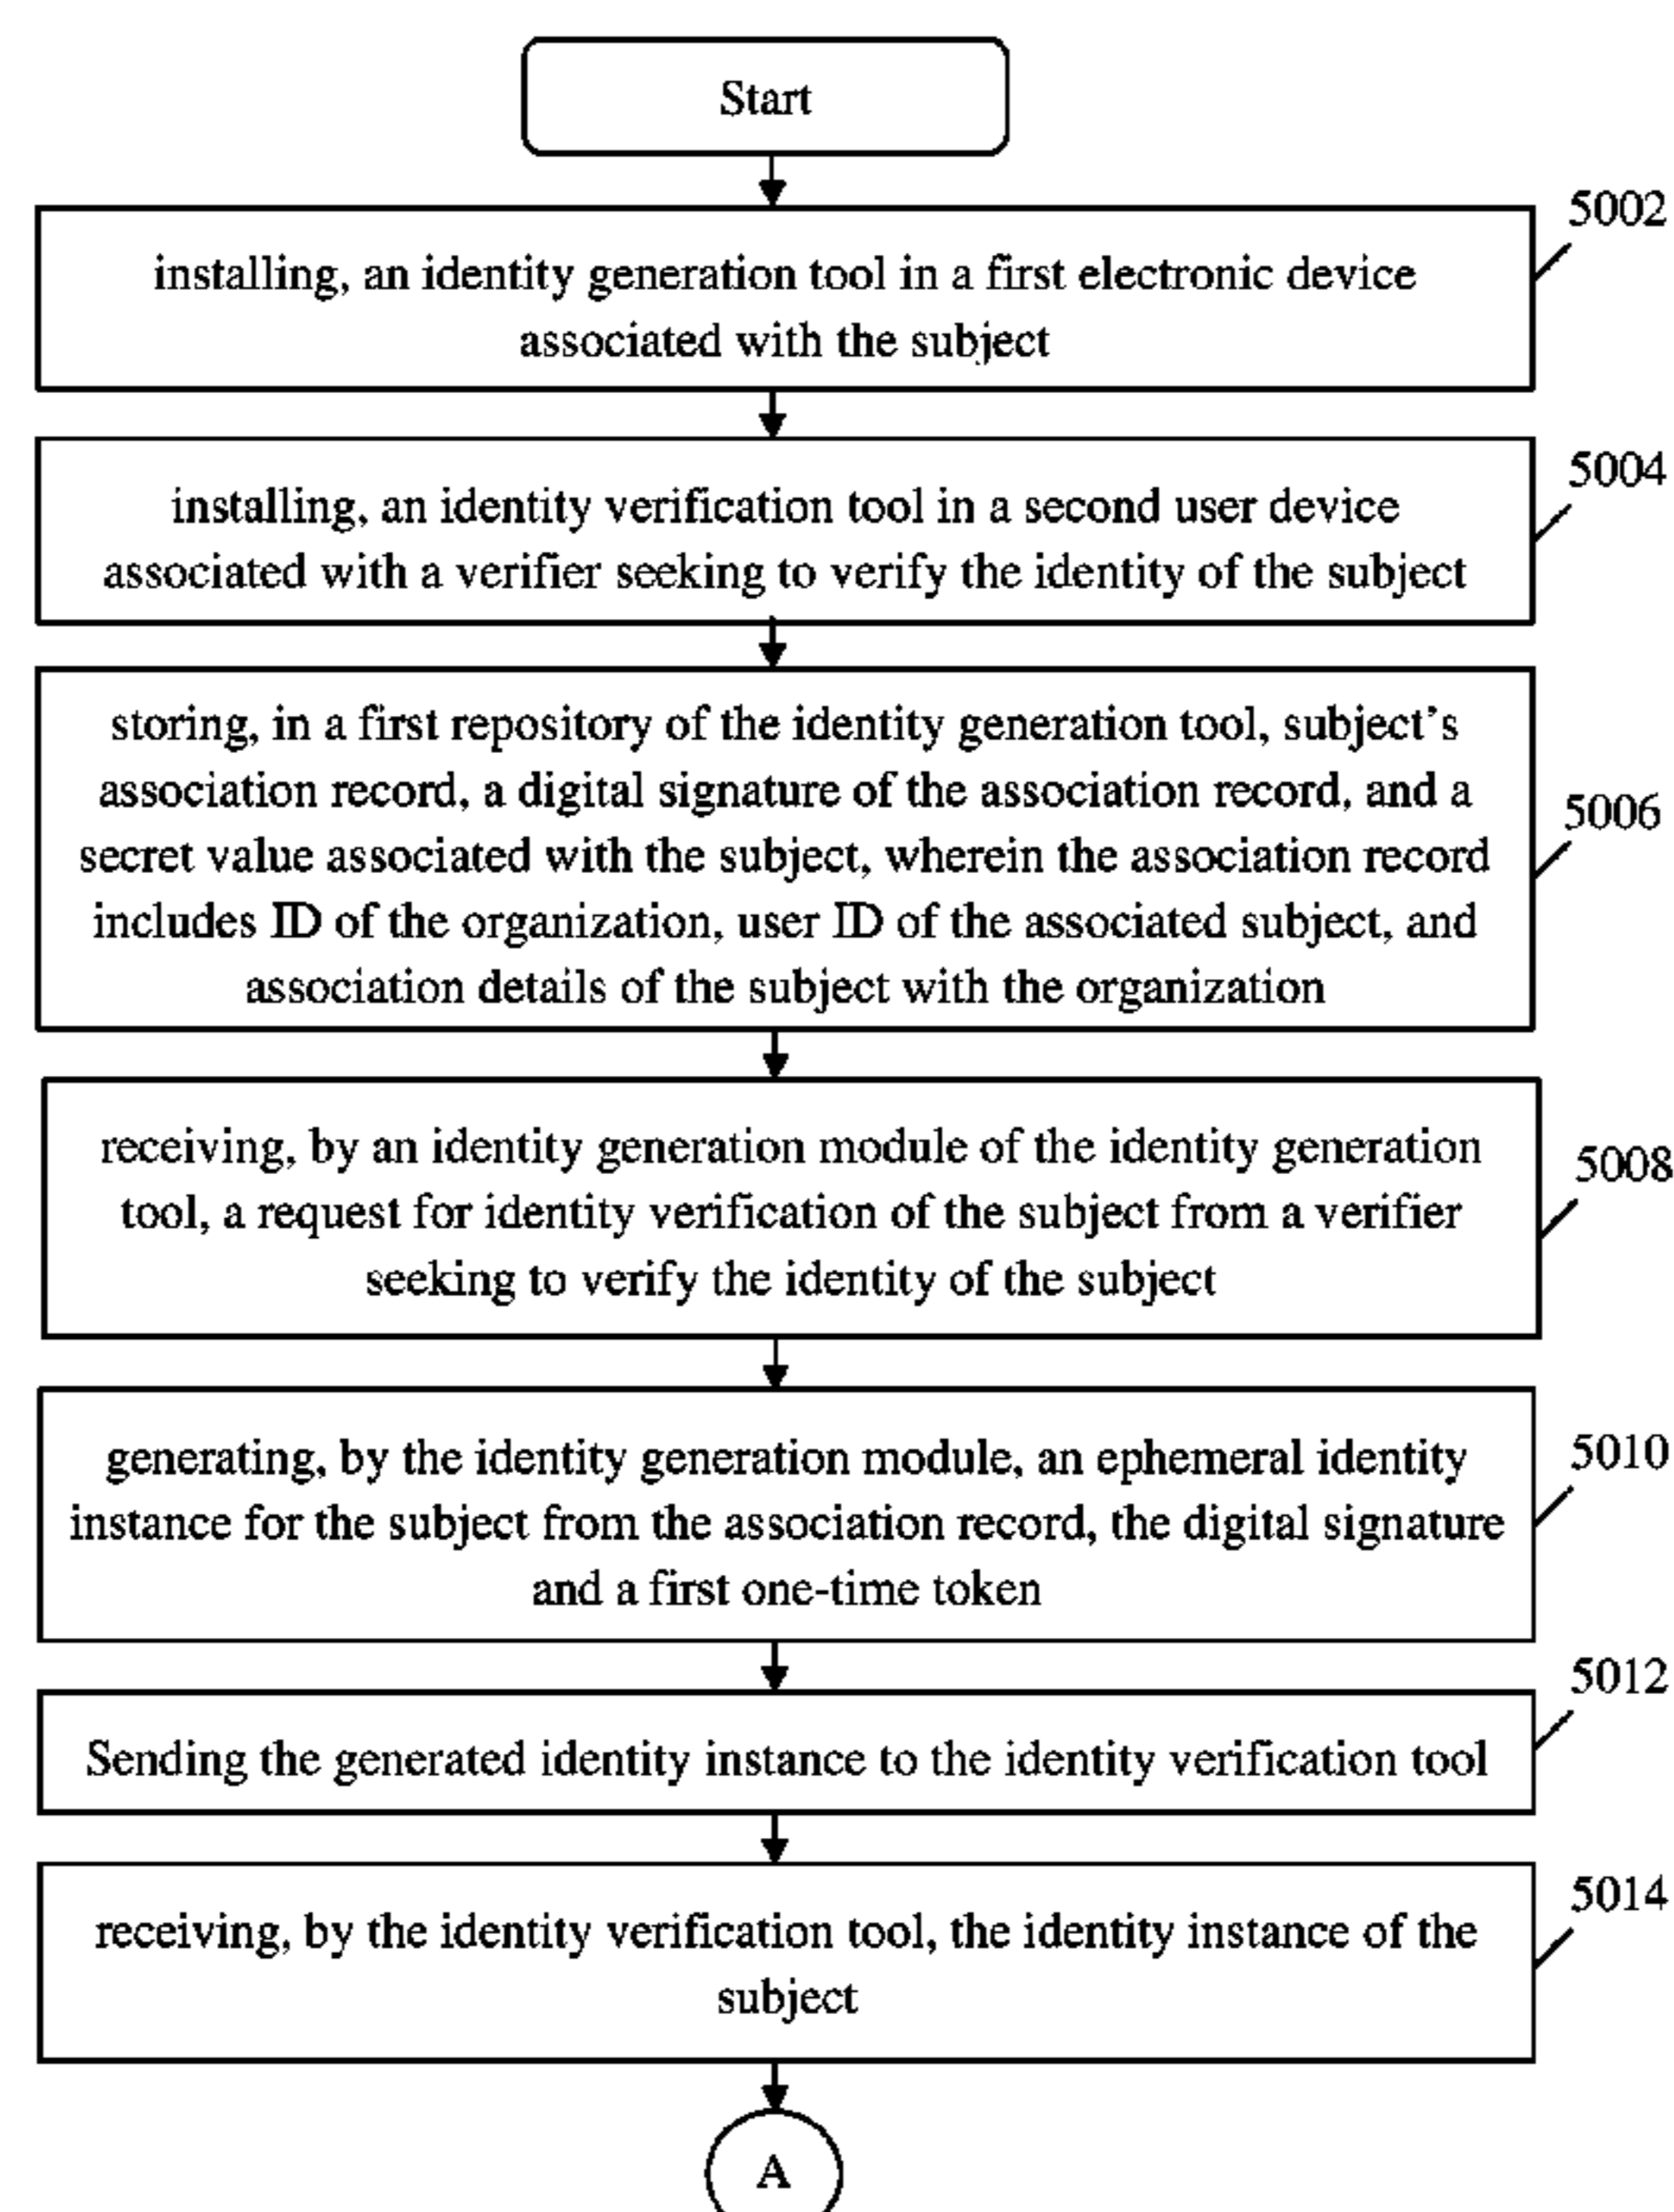 Start
5002
installing, an identity generation tool in a first electronic device
associated with the subject
5004
installing, an identity verification tool in a second user device
associated with a verifier seeking to verify the identity of the subject
storing, in a first repository of the identity generation tool, subject's
association record, a digital signature of the association record, and a
5006
secret value associated with the subject, wherein the association record
includes ID of the organization, user ID of the associated subject, and
association details of the subject with the organization
receiving, by an identity generation module of the identity generation
5008
tool, a request for identity verification of the subject from a verifier
seeking to verify the identity of the subject
5010
generating, by the identity generation module, an ephemeral identity
instance for the subject from the association record, the digital signature
and a first one-time token
5012
Sending the generated identity instance to the identity verification tool
5014
receiving, by the identity verification tool, the identity instance of the
subject
A